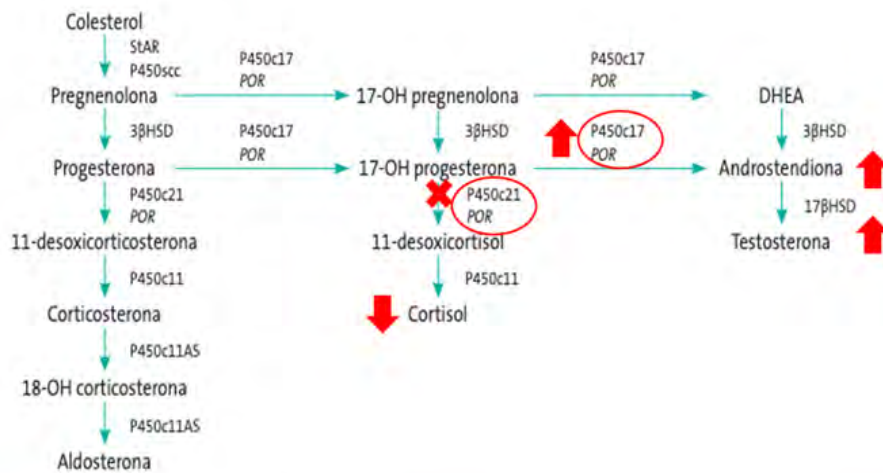 Colesterol
StAR
P450scc
P450c17
POR
P450c17
POR
Pregnenolona
17-OH pregnenolona
DHEA
3βHSD
P450c17
POR
3βHSD
P450c17
POR
3βHSD
Progesterona
17-OH progesterona
Androstendiona
P450c21
POR
P450c21
POR
17βHSD
11-desoxicorticosterona
11-desoxicortisol
Testosterona
P450c11
P450c11
Corticosterona
Cortisol
P450c11AS
18-OH corticosterona
P450c11AS
Aldosterona